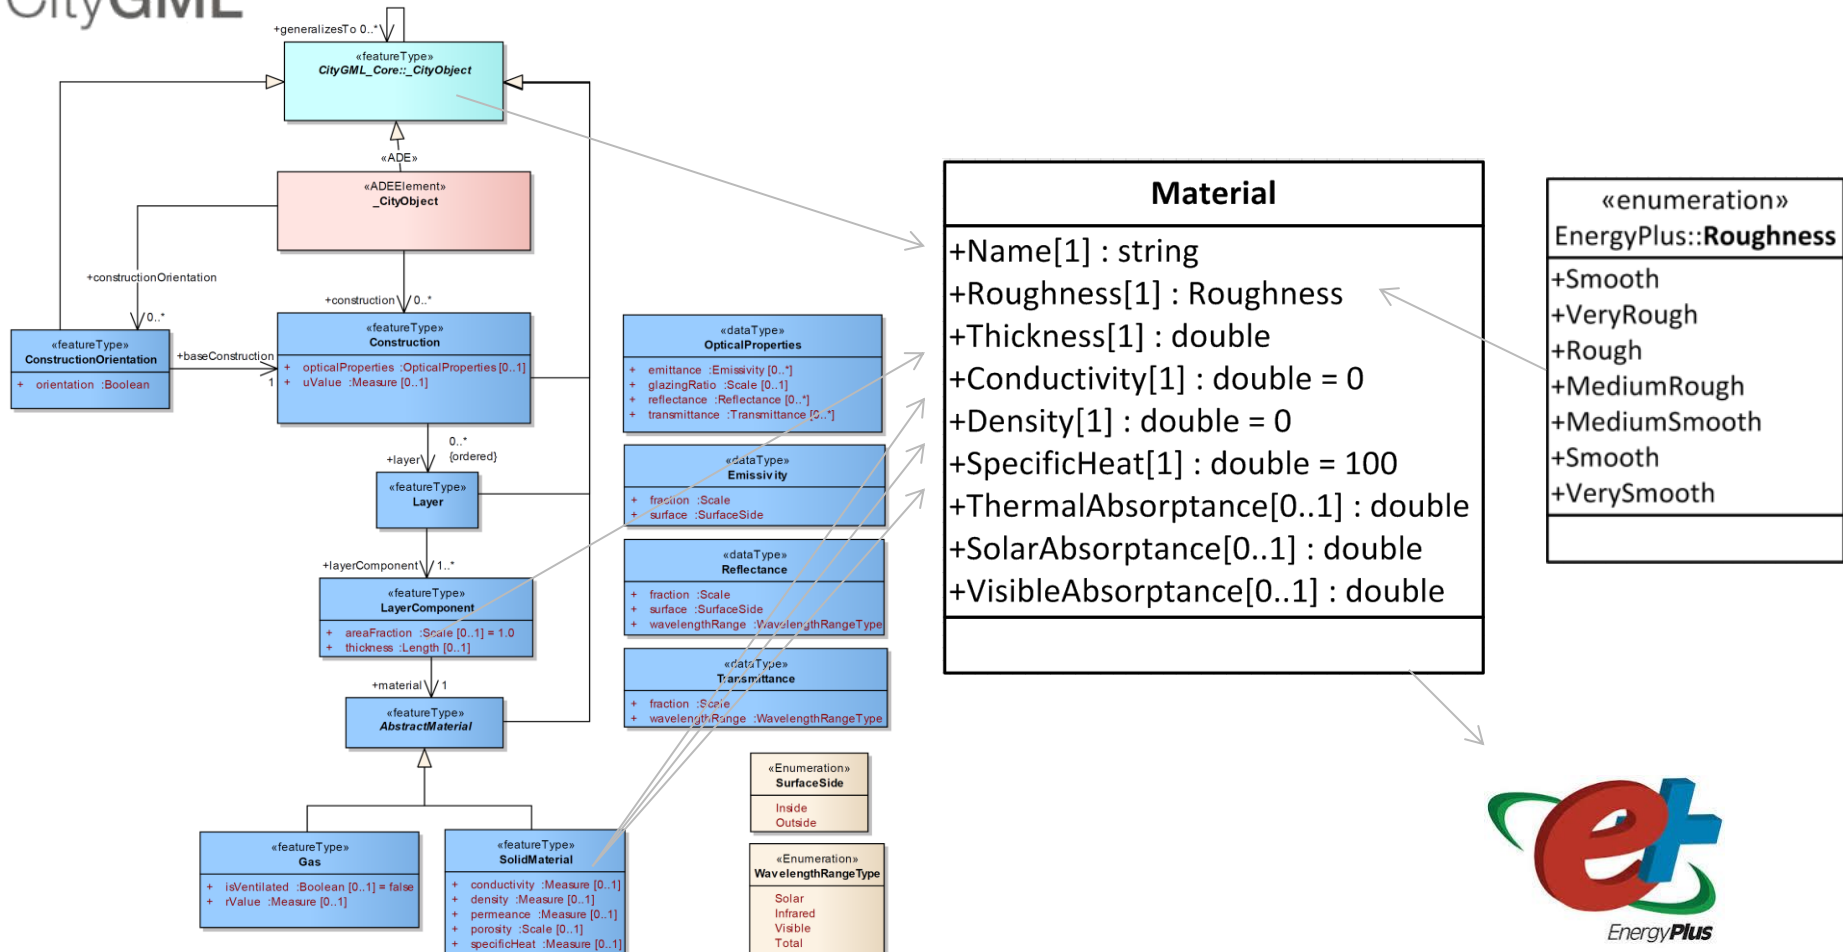 CityGML
+generalizesTo 0..*
«featureType»
CityGML_Core::_CityObject
«ADE»
«ADEElement»
_CityObject
+constructionOrientation
0..*
+construction 0..*
«featureType»
ConstructionOrientation
+ orientation :Boolean
+baseConstruction
1
«featureType»
Construction
+ opticalProperties :OpticalProperties [0..1]
+ uValue :Measure [0..1]
0..*
{ordered}
+layer
«featureType»
Layer
+layerComponent 1..*
«featureType»
LayerComponent
+ areaFraction :Scale [0..1] = 1.0
+ thickness :Length [0..1]
+material 1
«featureType»
AbstractMaterial
«featureType»
Gas
+ isVentilated :Boolean [0..1] = false
+ rValue :Measure [0..1]
«featureType»
SolidMaterial
+ conductivity :Measure [0..1]
+ density :Measure [0..1]
+ permeance :Measure [0..1]
+ porosity :Scale [0..1]
+ specificHeat :Measure [0..1]
«dataType»
OpticalProperties
+ emittance :Emissivity [0..*]
+ glazingRatio :Scale [0..1]
+ reflectance :Reflectance [0..*]
+ transmittance :Transmittance [0..*]
«dataType»
Emissivity
+ fraction :Scale
+ surface :SurfaceSide
«dataType»
Reflectance
+ fraction :Scale
+ surface :SurfaceSide
+ wavelengthRange :WavelengthRangeType
«dataType»
Transmittance
+ fraction :Scale
+ wavelengthRange :WavelengthRangeType
«Enumeration»
SurfaceSide
Inside
Outside
«Enumeration»
WavelengthRangeType
Solar
Infrared
Visible
Total
Material
+Name[1] : string
+Roughness[1] : Roughness
+Thickness[1] : double
+Conductivity[1] : double = 0
+Density[1] : double = 0
+SpecificHeat[1] : double = 100
+ThermalAbsorptance[0..1] : double
+SolarAbsorptance[0..1] : double
+VisibleAbsorptance[0..1] : double
«enumeration»
EnergyPlus::Roughness
+Smooth
+VeryRough
+Rough
+MediumRough
+MediumSmooth
+Smooth
+VerySmooth
e+
EnergyPlus